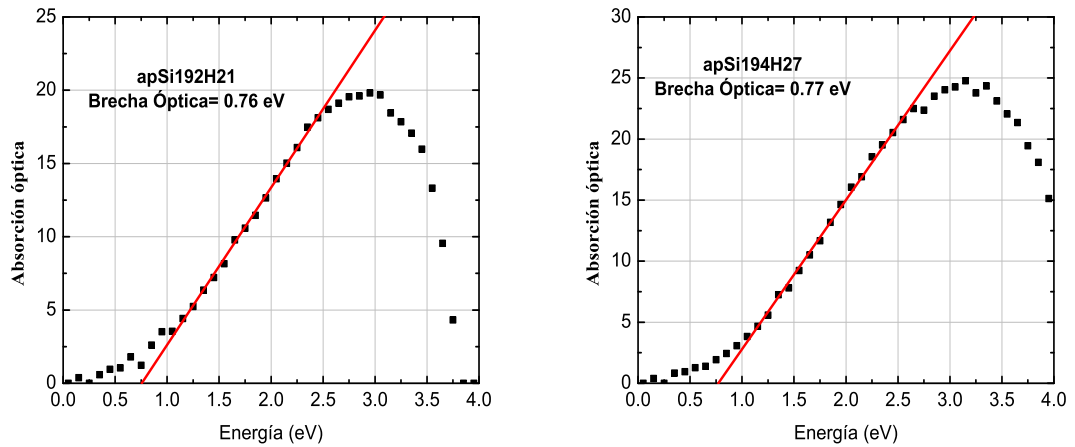 25
20
15
10
5
0
Absorción óptica
apSi192H21
Brecha Óptica= 0.76 eV
0.0 0.5 1.0 1.5 2.0 2.5 3.0 3.5 4.0
Energía (eV)
30
25
20
15
10
5
0
Absorción óptica
apSi194H27
Brecha Óptica= 0.77 eV
0.0 0.5 1.0 1.5 2.0 2.5 3.0 3.5 4.0
Energía (eV)